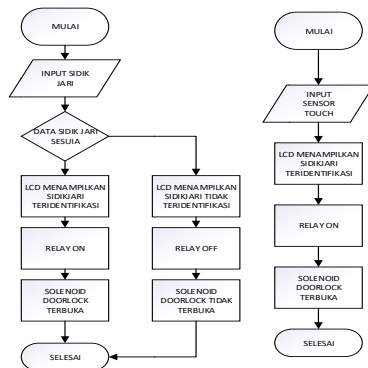 MULAI
INPUT SIDIK
JARI
DATA SIDIK JARI
SESUIA
LCD MENAMPILKAN
SIDIKJARI
TERIDENTIFIKASI
RELAY ON
SOLENOID
DOORLOCK
TERBUKA
LCD MENAMPILKAN
SIDIKJARI TIDAK
TERIDENTIFIKASI
RELAY OFF
SOLENOID
DOORLOCK TIDAK
TERBUKA
SELESAI
MULAI
INPUT
SENSOR
TOUCH
LCD MENAMPILKAN
SIDIKJARI
TERIDENTIFIKASI
RELAY ON
SOLENOID
DOORLOCK
TERBUKA
SELESAI